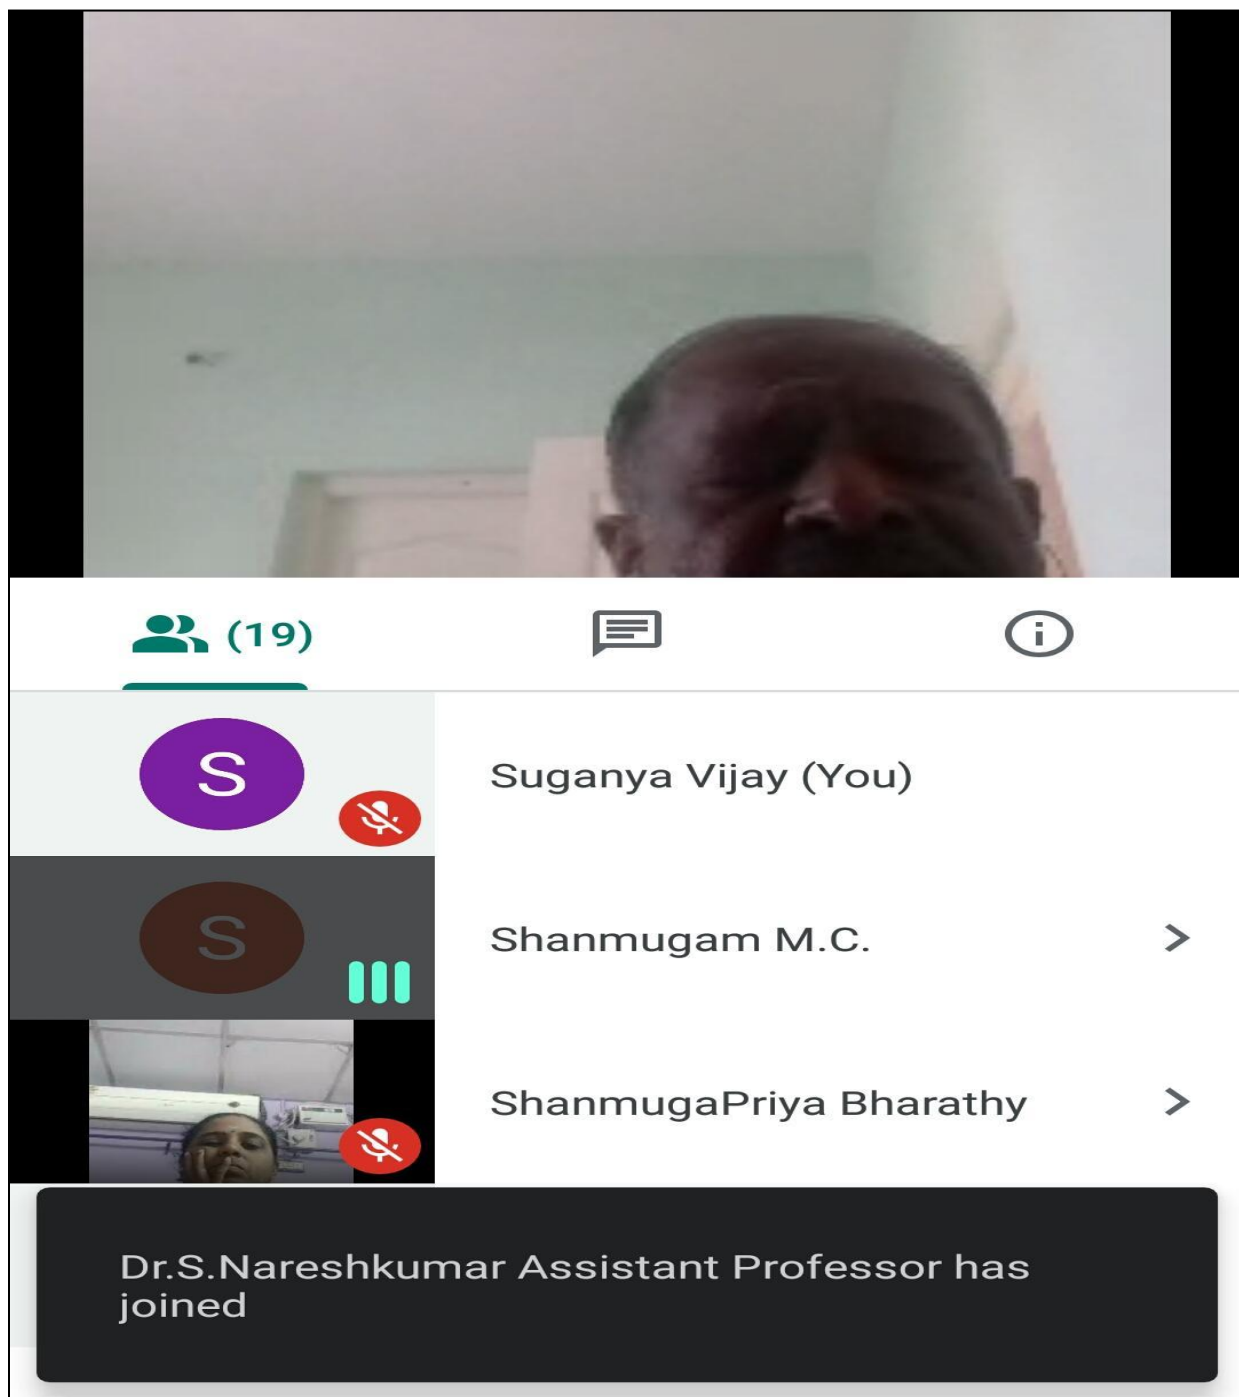 (19)
S
Suganya Vijay (You)
S
Shanmugam M.C.
ShanmugaPriya Bharathy
Dr.S.Nareshkumar Assistant Professor has
joined